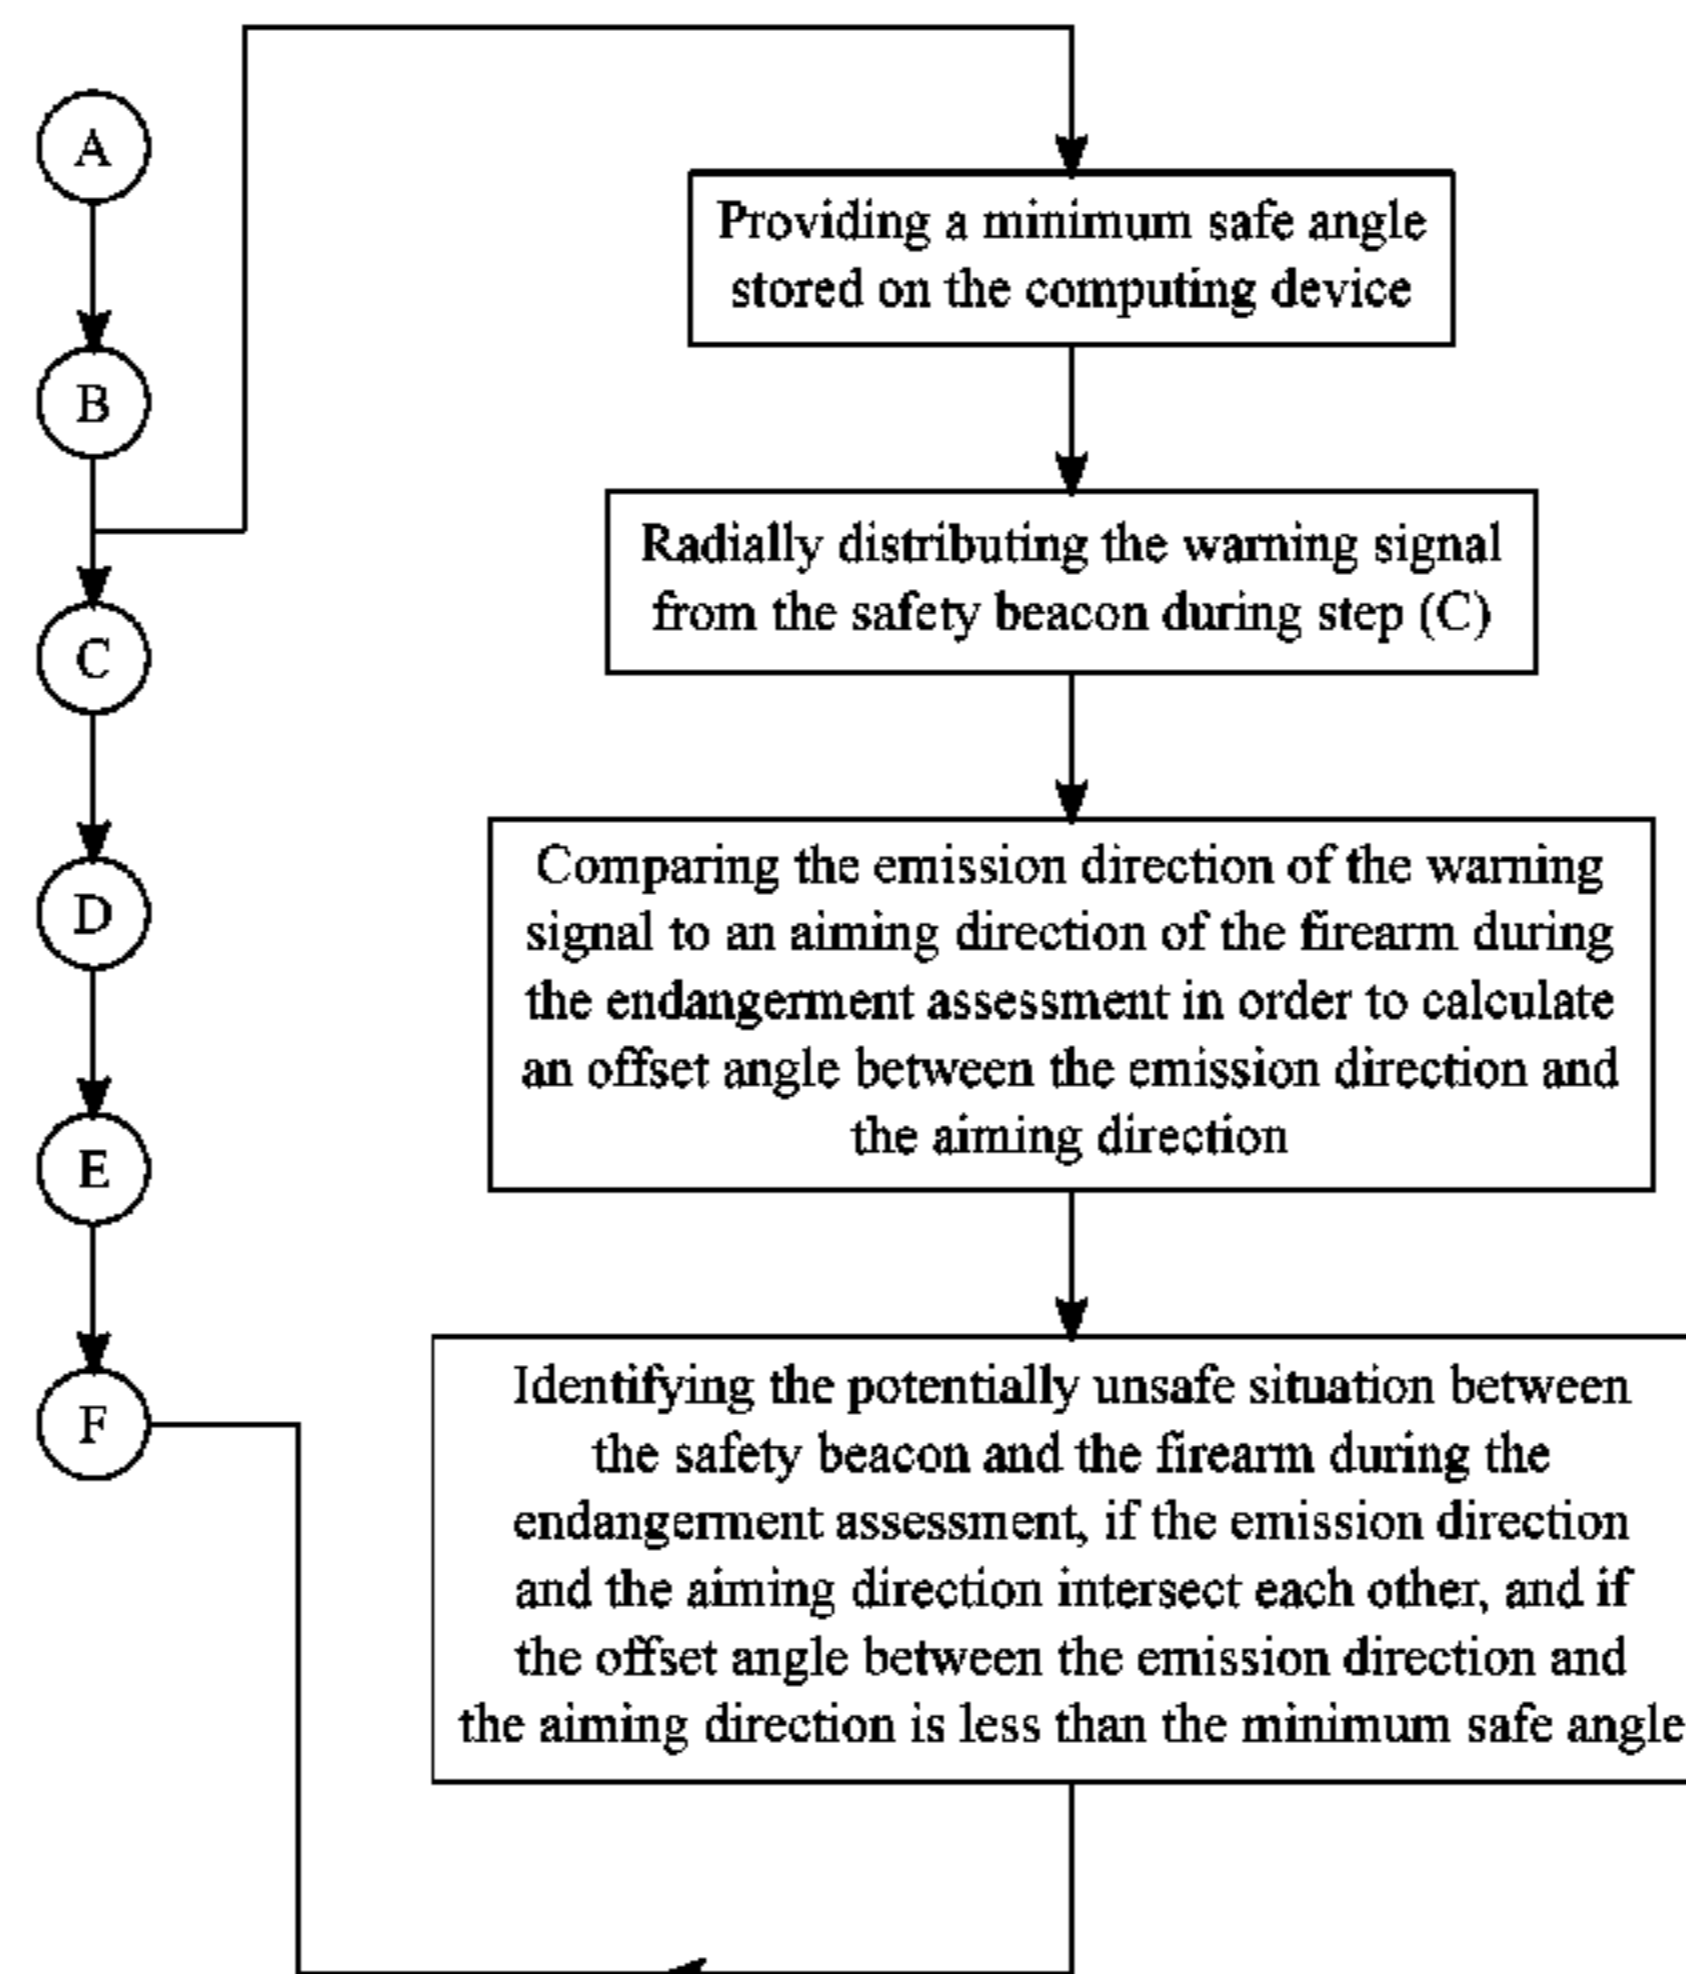 A
B
C
D
E
F
Providing a minimum safe angle
stored on the computing device
Radially distributing the warning signal
from the safety beacon during step (C)
Comparing the emission direction of the warning
signal to an aiming direction of the firearm during
the endangerment assessment in order to calculate
an offset angle between the emission direction and
the aiming direction
Identifying the potentially unsafe situation between
the safety beacon and the firearm during the
endangerment assessment, if the emission direction
and the aiming direction intersect each other, and if
the offset angle between the emission direction and
the aiming direction is less than the minimum safe angle